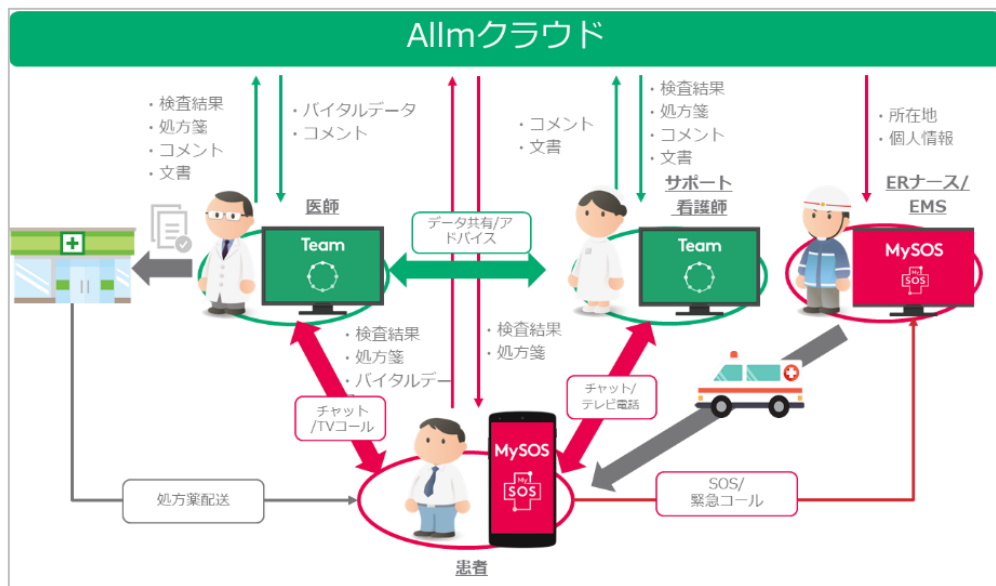 Allmクラウド
・検査結果
・処方箋
・コメント
・文書
・バイタルデータ
・コメント
・コメント
・文書
・検査結果
・処方箋
・コメント
・文書
・所在地
・個人情報
医師
サポート
看護師
ERナース/
EMS
データ共有/ア
ドバイス
Team
Team
MySOS
My
SOS
・検査結果
・処方箋
・バイタルデー
・検査結果
・処方箋
チャット
/TVコール
チャット/
テレビ電話
MySOS
My
SOS
処方薬配送
SOS/
緊急コール
患者